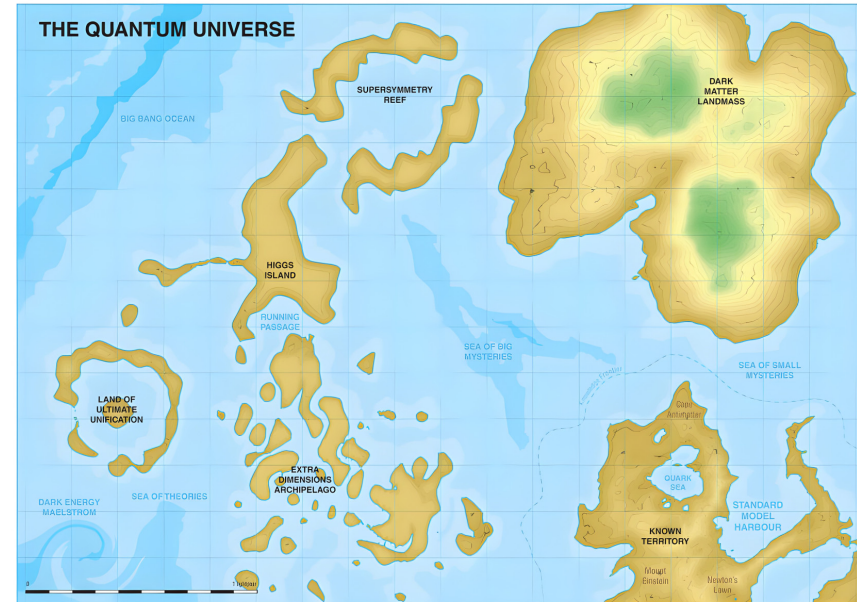 THE QUANTUM UNIVERSE
SUPERSYMMETRY
REEF
DARK
MATTER
LANDMASS
BIG BANG OCEAN
HIGGS
ISLAND
RUNNING
PASSAGE
SEA OF BIG
MYSTERIES
SEA OF SMALL
MYSTERIES
LAND OF
ULTIMATE
UNIFICATION
Cape
Antimatter
EXTRA
DIMENSIONS
ARCHIPELAGO
QUARK
SEA
DARK ENERGY
MAELSTROM
SEA OF THEORIES
STANDARD
MODEL
HARBOUR
KNOWN
TERRITORY
Mount
Einstein
Newton's
Lawn
0